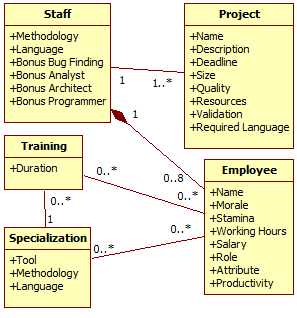 Staff
+Methodology
+Language
+Bonus Bug Finding
+Bonus Analyst
+Bonus Architect
+Bonus Programmer
Project
+Name
+Description
+Deadline
+Size
+Quality
+Resources
+Validation
+Required Language
1
1..*
1
0..8
Training
+Duration
0..*
0..*
0..*
1
Employee
+Name
+Morale
+Stamina
+Working Hours
+Salary
+Role
+Attribute
+Productivity
Specialization
+Tool
+Methodology
+Language
0..*
0..*